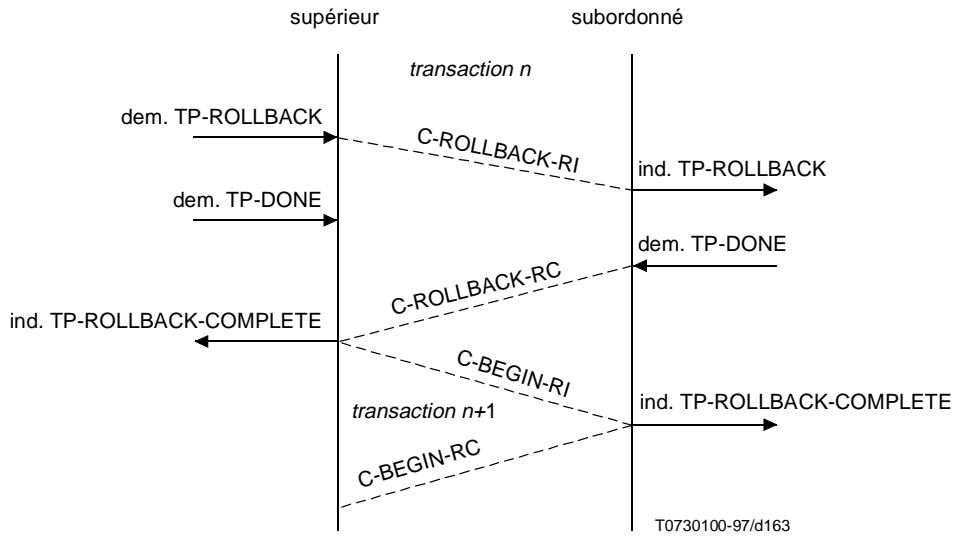 supérieur
subordonné
transaction n
dem. TP-ROLLBACK
C-ROLLBACK-RI
ind. TP-ROLLBACK
dem. TP-DONE
dem. TP-DONE
C-ROLLBACK-RC
ind. TP-ROLLBACK-COMPLETE
C-BEGIN-RI
ind. TP-ROLLBACK-COMPLETE
transaction n+1
C-BEGIN-RC
T0730100-97/d163